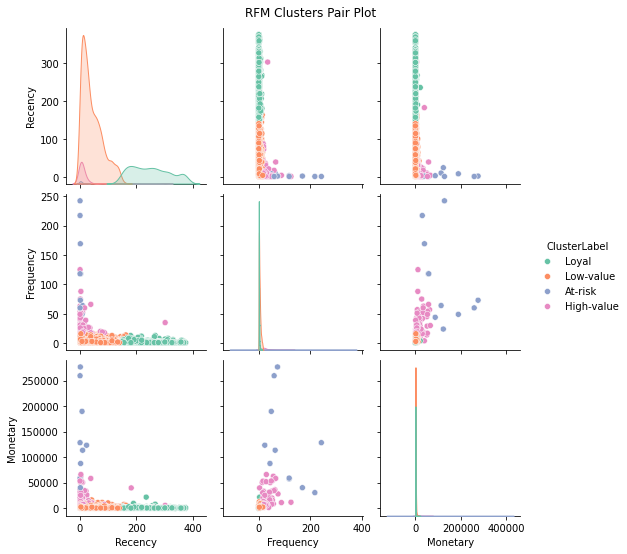 RFM Clusters Pair Plot
300
200
100
0
Recency
250
200
150
100
50
0
Frequency
ClusterLabel
Loyal
Low-value
At-risk
High-value
250000
200000
150000
100000
50000
0
Monetary
0 200 400
Recency
0 200 400
Frequency
0 200000 400000
Monetary